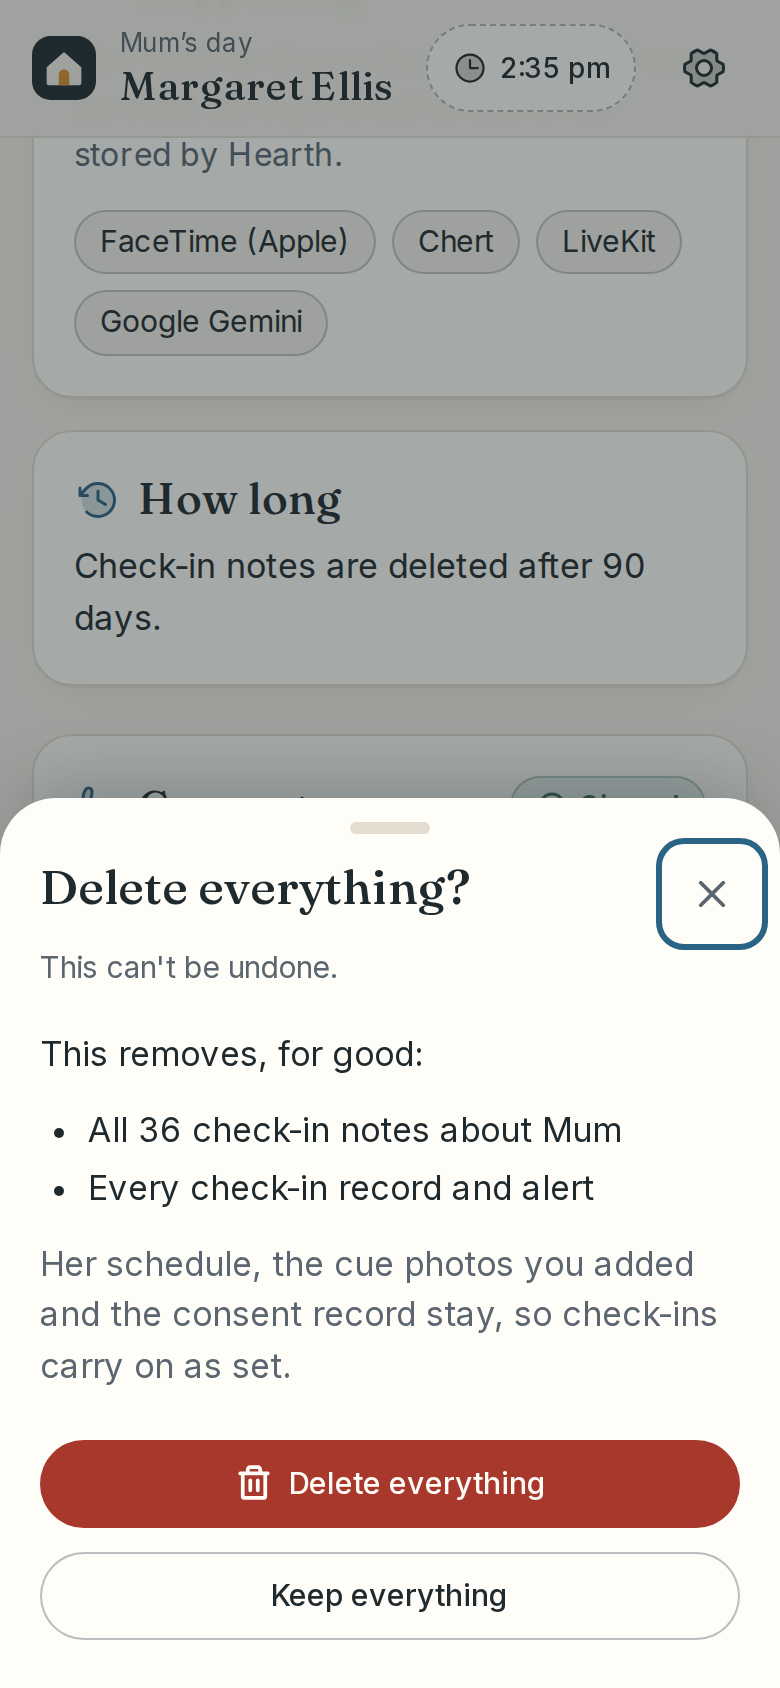 Mum’s day
Margaret Ellis
2:35 pm
stored by Hearth.
FaceTime (Apple)
Chert
LiveKit
Google Gemini
How long
Check-in notes are deleted after 90
days.
Delete everything?
This can't be undone.
This removes, for good:
• All 36 check-in notes about Mum
• Every check-in record and alert
Her schedule, the cue photos you added
and the consent record stay, so check-ins
carry on as set.
Delete everything
Keep everything